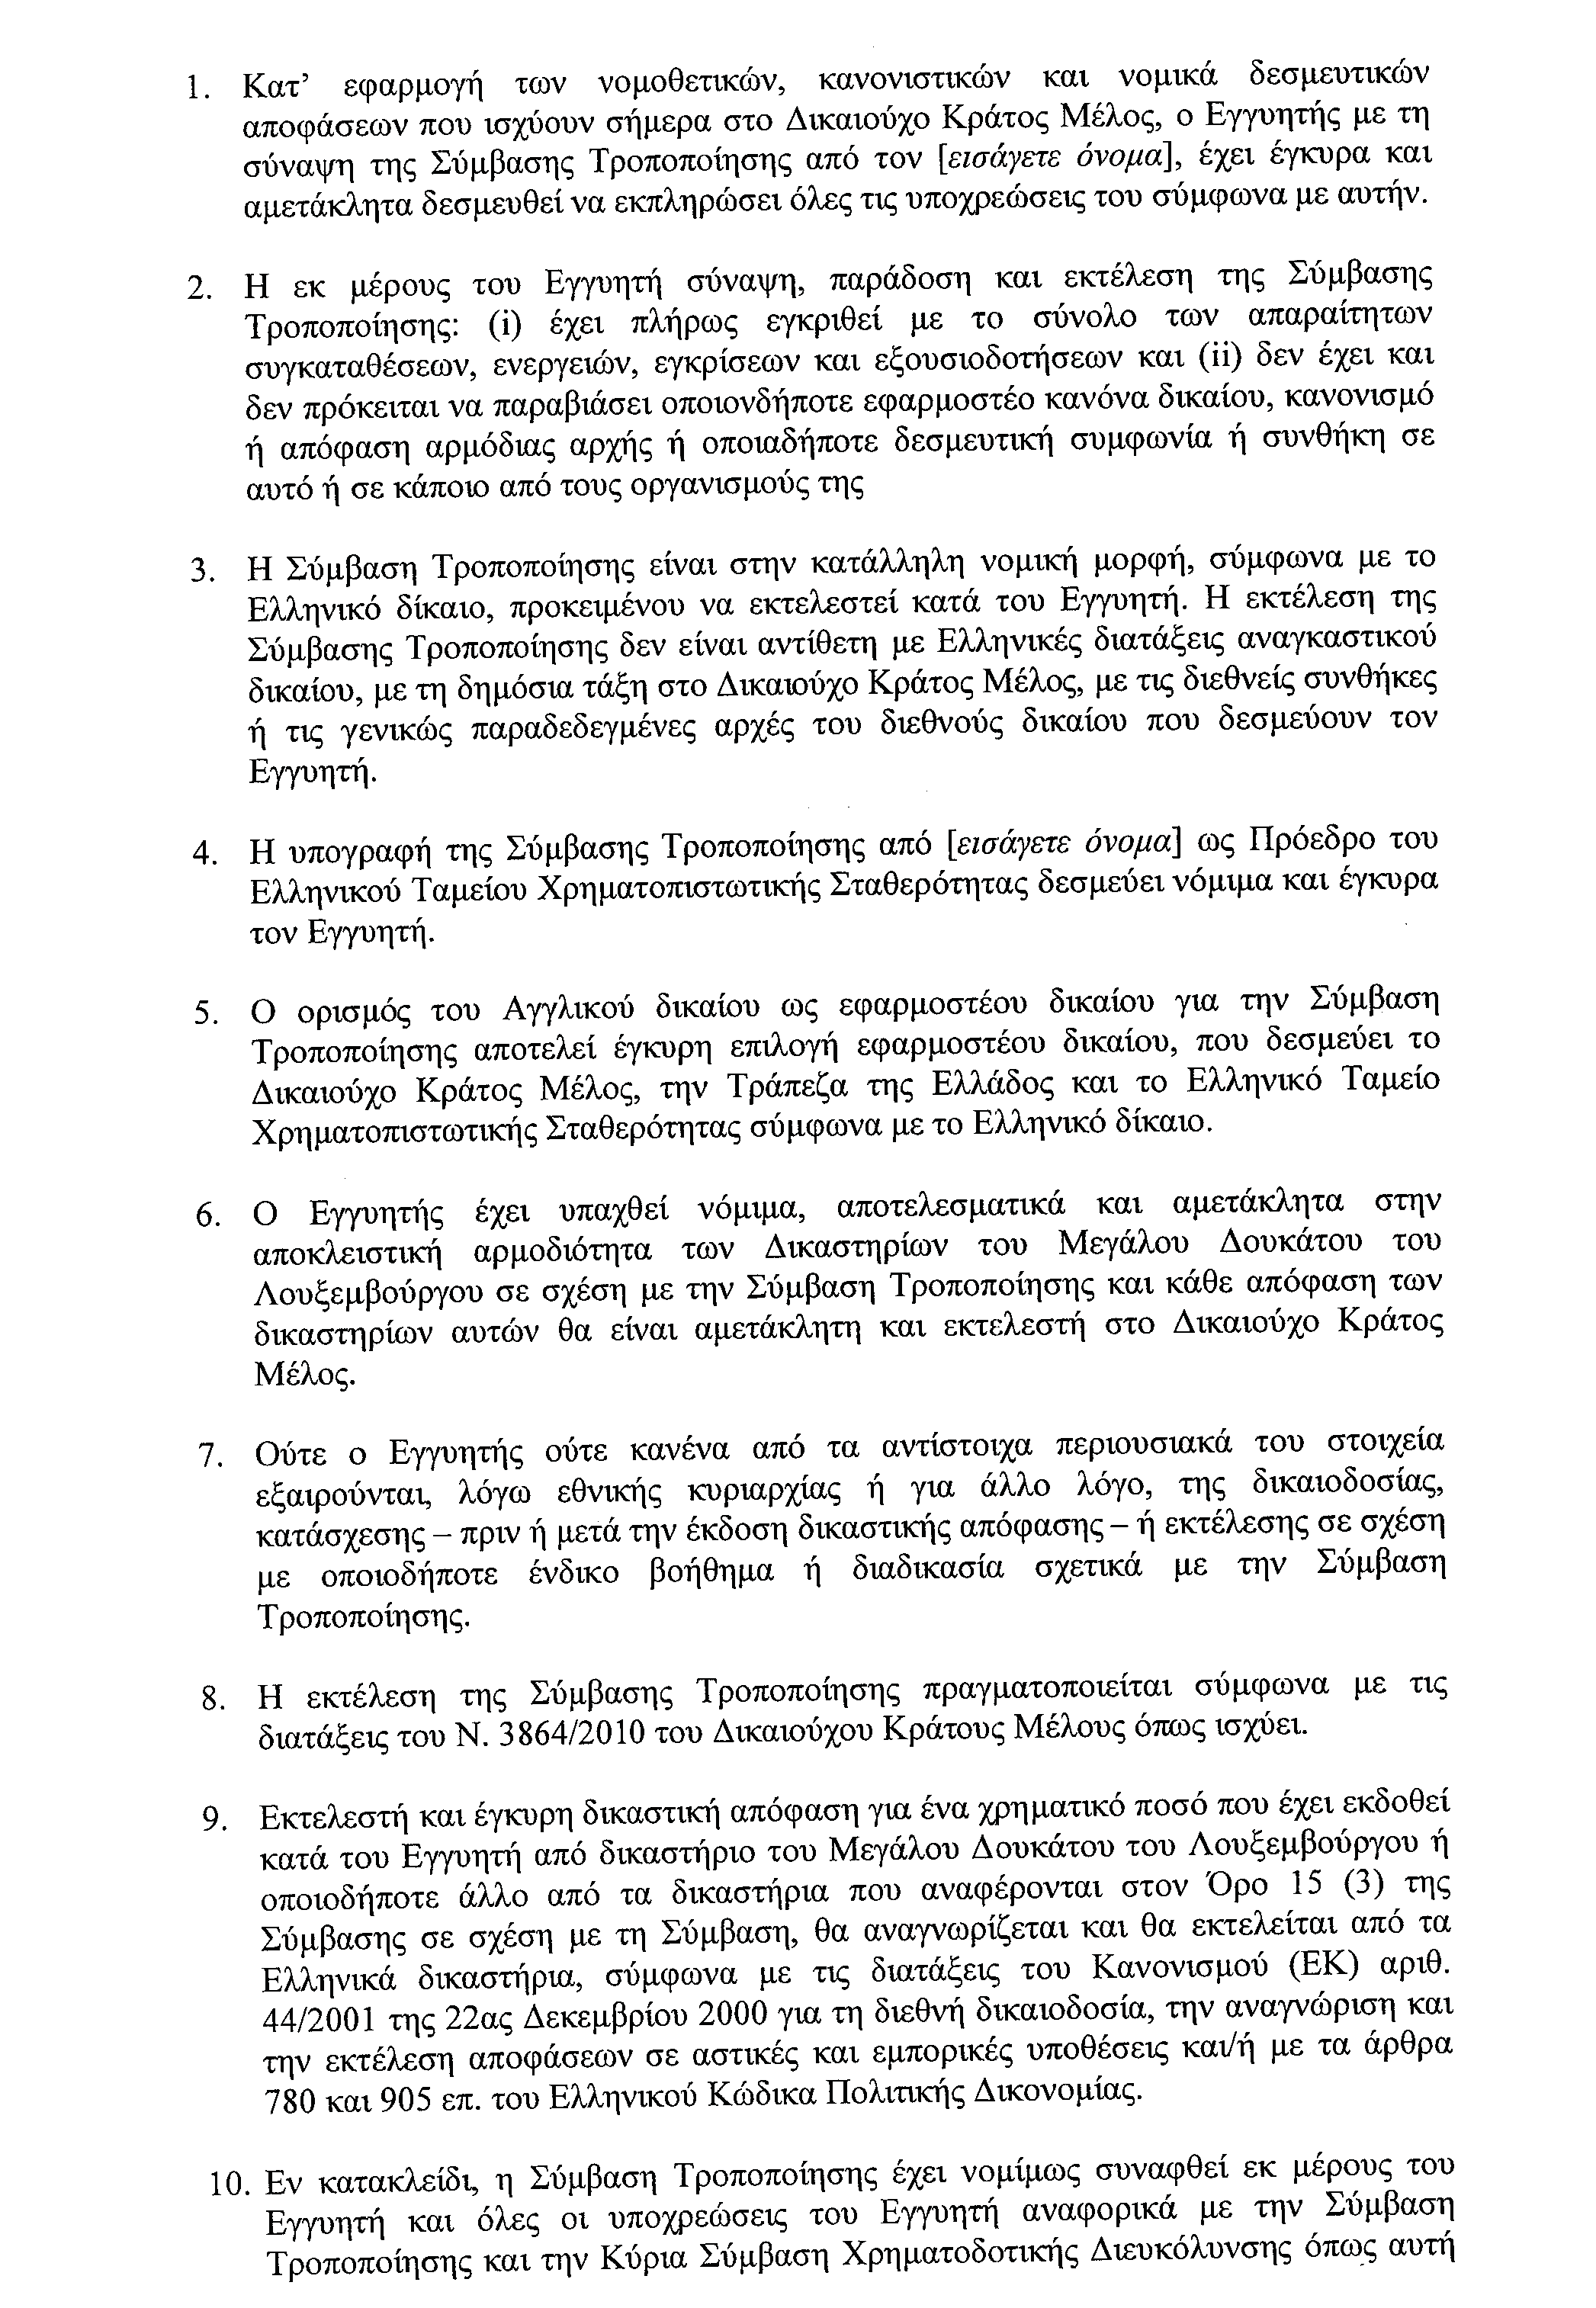 1. Κατ’ εφαρμογή των νομοθετικών, κανονιστικών και νομικά δεσμευτικών
αποφάσεων που ισχύουν σήμερα στο Δικαιούχο Κράτος Μέλος, ο Εγγυητής με τη
σύναψη της Σύμβασης Τροποποίησης από τον [εισάγετε όνομα], έχει έγκυρα και
αμετάκλητα δεσμευθεί να εκπληρώσει όλες τις υποχρεώσεις του σύμφωνα με αυτήν.
2. Η εκ μέρους του Εγγυητή σύναψη, παράδοση και εκτέλεση της Σύμβασης
Τροποποίησης: (i) έχει πλήρως εγκριθεί με το σύνολο των απαραίτητων
συγκαταθέσεων, ενεργειών, εγκρίσεων και εξουσιοδοτήσεων και (ii) δεν έχει και
δεν πρόκειται να παραβιάσει οποιονδήποτε εφαρμοστέο κανόνα δικαίου, κανονισμό
ή απόφαση αρμόδιας αρχής ή οποιαδήποτε δεσμευτική συμφωνία ή συνθήκη σε
αυτό ή σε κάποιο από τους οργανισμούς της
3. Η Σύμβαση Τροποποίησης είναι στην κατάλληλη νομική μορφή, σύμφωνα με το
Ελληνικό δίκαιο, προκειμένου να εκτελεστεί κατά του Εγγυητή. Η εκτέλεση της
Σύμβασης Τροποποίησης δεν είναι αντίθετη με Ελληνικές διατάξεις αναγκαστικού
δικαίου, με τη δημόσια τάξη στο Δικαιούχο Κράτος Μέλος, με τις διεθνείς συνθήκες
ή τις γενικώς παραδεδεγμένες αρχές του διεθνούς δικαίου που δεσμεύουν τον
Εγγυητή.
4. Η υπογραφή της Σύμβασης Τροποποίησης από [εισάγετε όνομα] ως Πρόεδρο του
Ελληνικού Ταμείου Χρηματοπιστωτικής Σταθερότητας δεσμεύει νόμιμα και έγκυρα
τον Εγγυητή.
5. Ο ορισμός του Αγγλικού δικαίου ως εφαρμοστέου δικαίου για την Σύμβαση
Τροποποίησης αποτελεί έγκυρη επιλογή εφαρμοστέου δικαίου, που δεσμεύει το
Δικαιούχο Κράτος Μέλος, την Τράπεζα της Ελλάδος και το Ελληνικό Ταμείο
Χρηματοπιστωτικής Σταθερότητας σύμφωνα με το Ελληνικό δίκαιο.
6. Ο Εγγυητής έχει υπαχθεί νόμιμα, αποτελεσματικά και αμετάκλητα στην
αποκλειστική αρμοδιότητα των Δικαστηρίων του Μεγάλου Δουκάτου του
Λουξεμβούργου σε σχέση με την Σύμβαση Τροποποίησης και κάθε απόφαση των
δικαστηρίων αυτών θα είναι αμετάκλητη και εκτελεστή στο Δικαιούχο Κράτος
Μέλος.
7. Ούτε ο Εγγυητής ούτε κανένα από τα αντίστοιχα περιουσιακά του στοιχεία
εξαιρούνται, λόγω εθνικής κυριαρχίας ή για άλλο λόγο, της δικαιοδοσίας,
κατάσχεσης – πριν ή μετά την έκδοση δικαστικής απόφασης – ή εκτέλεσης σε σχέση
με οποιοδήποτε ένδικο βοήθημα ή διαδικασία σχετικά με την Σύμβαση
Τροποποίησης.
8. Η εκτέλεση της Σύμβασης Τροποποίησης πραγματοποιείται σύμφωνα με τις
διατάξεις του Ν. 3864/2010 του Δικαιούχου Κράτους Μέλους όπως ισχύει.
9. Εκτελεστή και έγκυρη δικαστική απόφαση για ένα χρηματικό ποσό που έχει εκδοθεί
κατά του Εγγυητή από δικαστήριο του Μεγάλου Δουκάτου του Λουξεμβούργου ή
οποιοδήποτε άλλο από τα δικαστήρια που αναφέρονται στον Όρο 15 (3) της
Σύμβασης σε σχέση με τη Σύμβαση, θα αναγνωρίζεται και θα εκτελείται από τα
Ελληνικά δικαστήρια, σύμφωνα με τις διατάξεις του Κανονισμού (ΕΚ) αριθ.
44/2001 της 22ας Δεκεμβρίου 2000 για τη διεθνή δικαιοδοσία, την αναγνώριση και
την εκτέλεση αποφάσεων σε αστικές και εμπορικές υποθέσεις και/ή με τα άρθρα
780 και 905 επ. του Ελληνικού Κώδικα Πολιτικής Δικονομίας.
10. Εν κατακλείδι, η Σύμβαση Τροποποίησης έχει νομίμως συναφθεί εκ μέρους του
Εγγυητή και όλες οι υποχρεώσεις του Εγγυητή αναφορικά με την Σύμβαση
Τροποποίησης και την Κύρια Σύμβαση Χρηματοδοτικής Διευκόλυνσης όπως αυτή